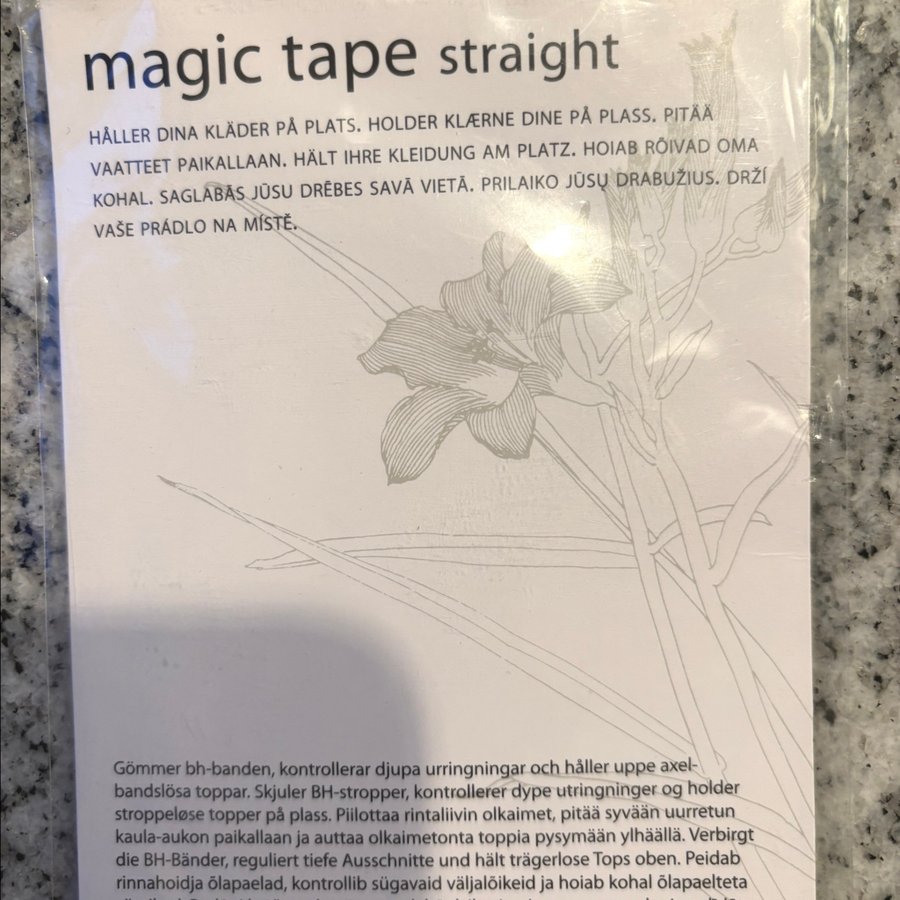 magic tape straight
HÅLLER DINA KLÄDER PÅ PLATS. HOLDER KLÆRNE DINE PÅ PLASS. PITÄÄ
VAATTEET PAIKALLAAN. HÄLT IHRE KLEIDUNG AM PLATZ. HOIAB RÕIVAD OMA
KOHAL. SAGLABĀS JŪSU DRĒBES SAVĀ VIETĀ. PRILAIKO JŪSŲ DRABUŽIUS. DRŽÍ
VAŠE PRÁDLO NA MÍSTĚ.
Gömmer bh-banden, kontrollerar djupa urringningar och håller uppe axel-
bandslösa toppar. Skjuler BH-stropper, kontrollerer dype utringninger og holder
stroppeløse topper på plass. Piilottaa rintaliivin olkaimet, pitää syvään uurretun
kaula-aukon paikallaan ja auttaa olkaimetonta toppia pysymään ylhäällä. Verbirgt
die BH-Bänder, reguliert tiefe Ausschnitte und hält trägerlose Tops oben. Peidab
rinnahoidja õlapaelad, kontrollib sügavaid väljalõikeid ja hoiab kohal õlapaelteta